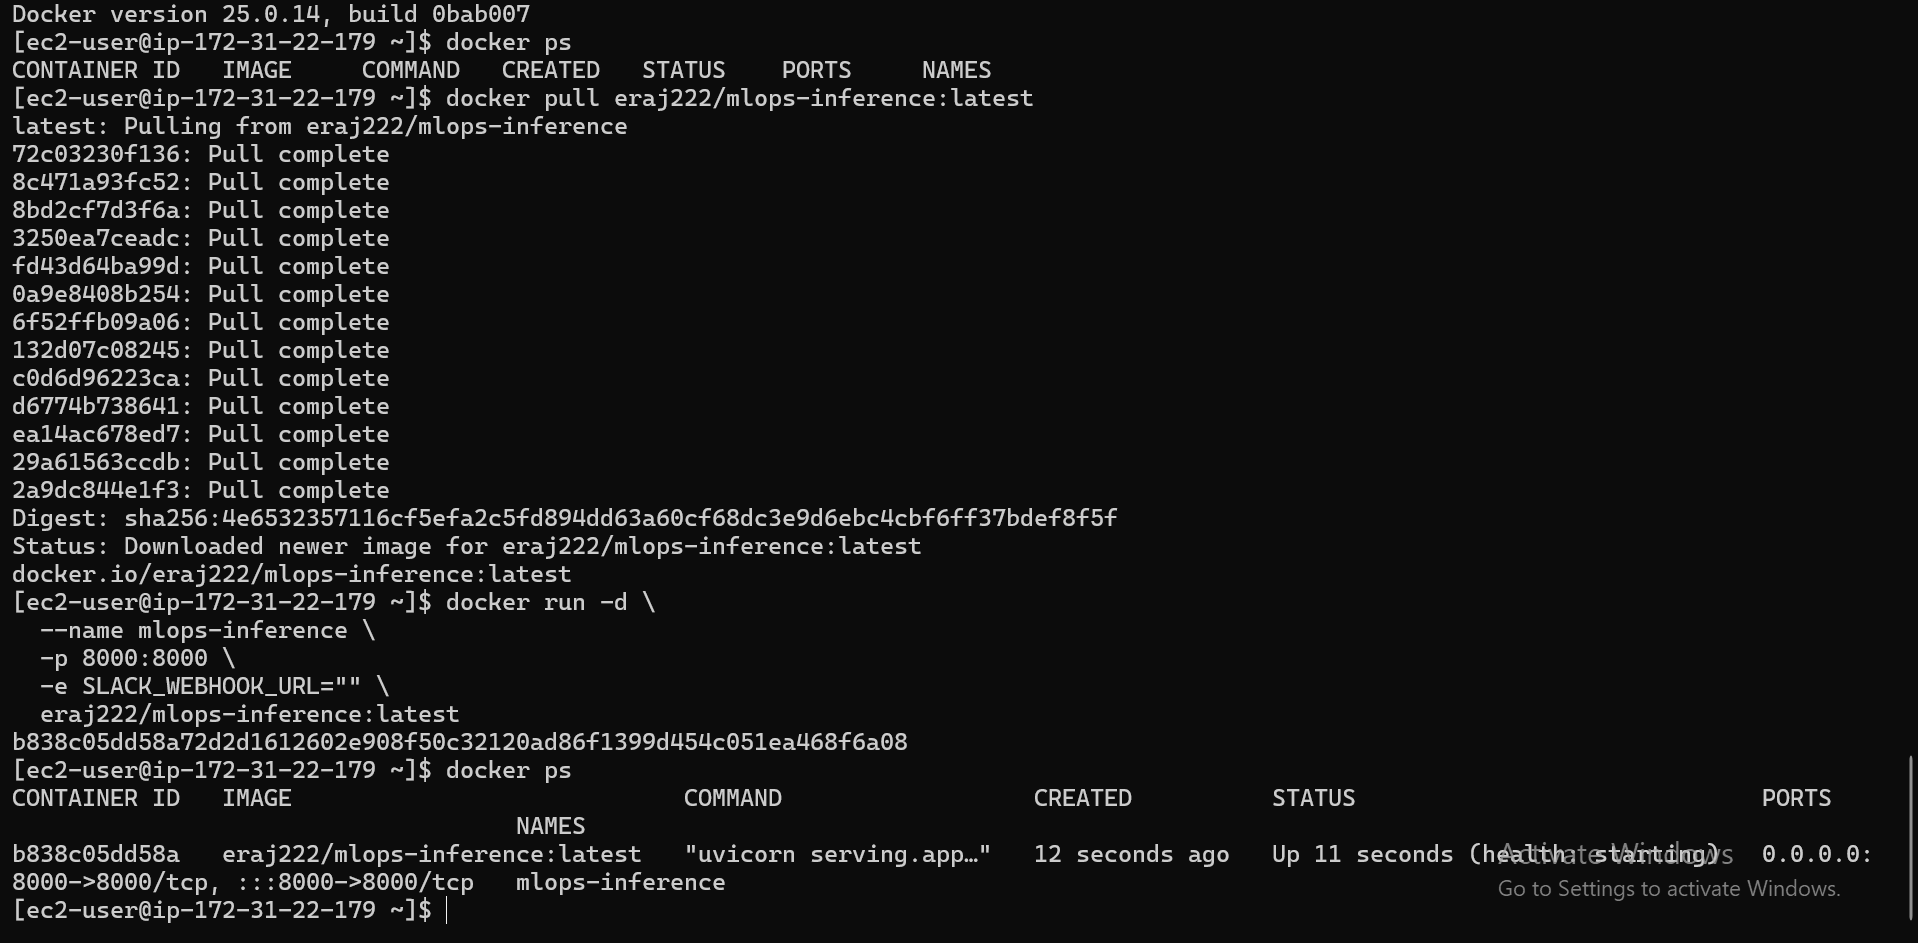 Docker version 25.0.14, build 0bab007
[ec2-user@ip-172-31-22-179 ~]$ docker ps
CONTAINER ID   IMAGE     COMMAND   CREATED   STATUS    PORTS     NAMES
[ec2-user@ip-172-31-22-179 ~]$ docker pull eraj222/mlops-inference:latest
latest: Pulling from eraj222/mlops-inference
72c03230f136: Pull complete
8c471a93fc52: Pull complete
8bd2cf7d3f6a: Pull complete
3250ea7ceadc: Pull complete
fd43d64ba99d: Pull complete
0a9e8408b254: Pull complete
6f52ffb09a06: Pull complete
132d07c08245: Pull complete
c0d6d96223ca: Pull complete
d6774b738641: Pull complete
ea14ac678ed7: Pull complete
29a61563ccdb: Pull complete
2a9dc844e1f3: Pull complete
Digest: sha256:4e6532357116cf5efa2c5fd894dd63a60cf68dc3e9d6ebc4cbf6ff37bdef8f5f
Status: Downloaded newer image for eraj222/mlops-inference:latest
docker.io/eraj222/mlops-inference:latest
[ec2-user@ip-172-31-22-179 ~]$ docker run -d \
  --name mlops-inference \
  -p 8000:8000 \
  -e SLACK_WEBHOOK_URL="" \
  eraj222/mlops-inference:latest
b838c05dd58a72d2d1612602e908f50c32120ad86f1399d454c051ea468f6a08
[ec2-user@ip-172-31-22-179 ~]$ docker ps
CONTAINER ID   IMAGE                            COMMAND                  CREATED          STATUS                             PORTS
                                    NAMES
b838c05dd58a   eraj222/mlops-inference:latest   "uvicorn serving.app…"   12 seconds ago   Up 11 seconds (health: starting)   0.0.0.0:
8000->8000/tcp, :::8000->8000/tcp   mlops-inference
[ec2-user@ip-172-31-22-179 ~]$
Activate Windows
Go to Settings to activate Windows.